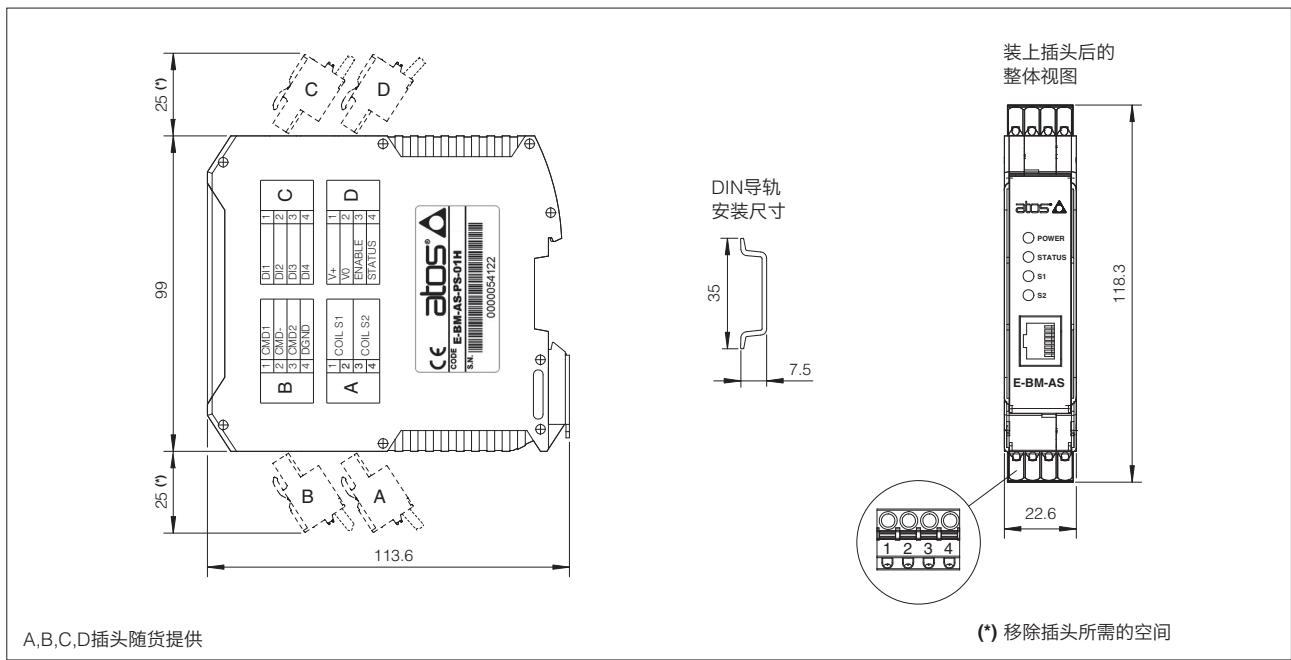 25 (*)
C
D
99
C
1 DI1
2 DI2
3 DI3
4 DI4
D
1 V+
2 V0
3 ENABLE
4 STATUS
B
1 CMD1
2 CMD-
3 CMD2
4 DGND
A
1
2 COIL S1
3
4 COIL S2
CE atos®
CODE E-BM-AS-PS-01H
S.N.
0000054122
25 (*)
B
A
113.6
A,B,C,D插头随货提供
DIN导轨
安装尺寸
35
7.5
装上插头后的
整体视图
atos
POWER
STATUS
S1
S2
E-BM-AS
118.3
22.6
1 2 3 4
(*) 移除插头所需的空间